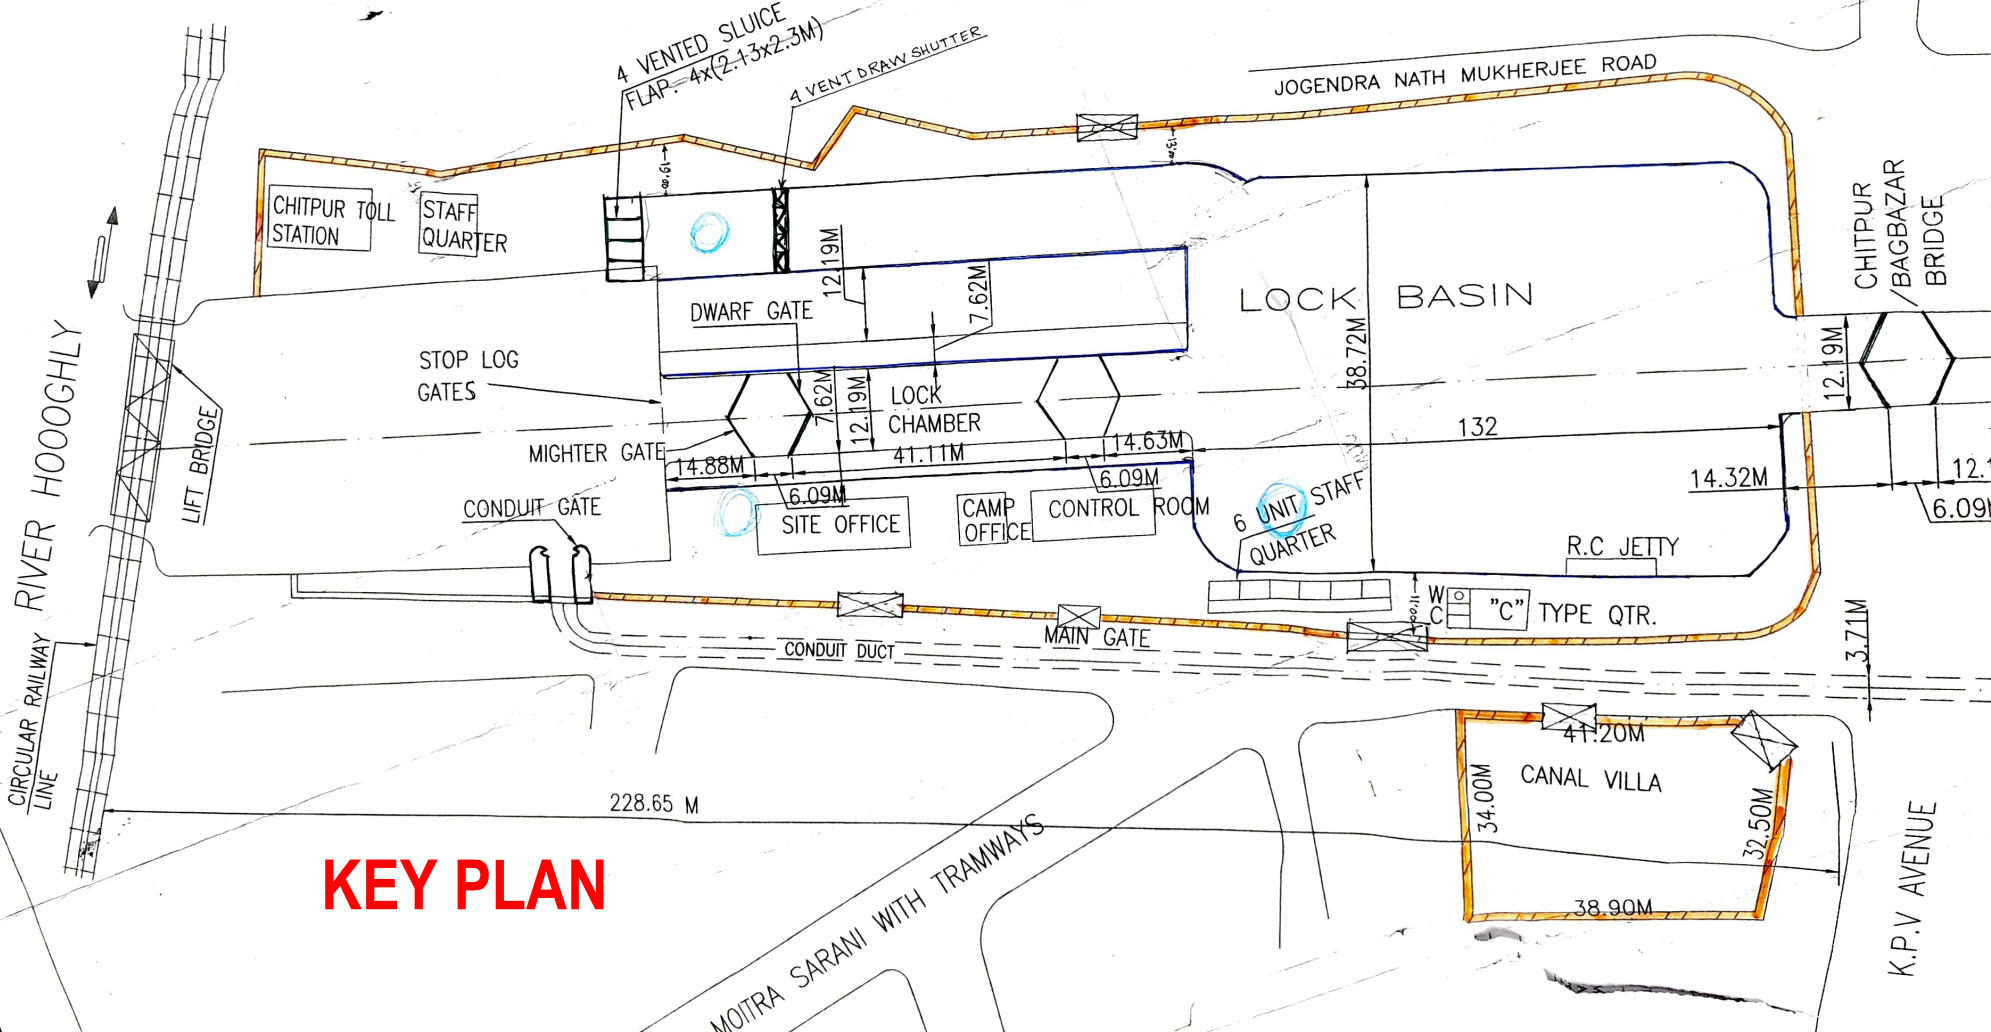 4 VENTED SLUICE
FLAP. 4x(2.13x2.3M)
4 VENT DRAW SHUTTER
JOGENDRA NATH MUKHERJEE ROAD
CHITPUR TOLL
STATION
STAFF
QUARTER
CHITPUR
/BAGBAZAR
BRIDGE
12.19M
7.62M
DWARF GATE
LOCK BASIN
38.72M
12.19M
STOP LOG
GATES
7.62M
12.19M
LOCK
CHAMBER
MIGHTER GATE
14.88M
41.11M
14.63M
132
6.09M
6.09M
14.32M
12.1
6.09M
LIFT BRIDGE
RIVER HOOOGHLY
CONDUIT GATE
SITE OFFICE
CAMP
OFFICE
CONTROL ROOM
6 UNIT STAFF
QUARTER
R.C JETTY
W
C
"C" TYPE QTR.
MAIN GATE
CONDUIT DUCT
3.71M
CIRCULAR RAILWAY
LINE
228.65 M
41.20M
CANAL VILLA
34.00M
32.50M
38.90M
KEY PLAN
MOITRA SARANI WITH TRAMWAYS
K.P.V AVENUE